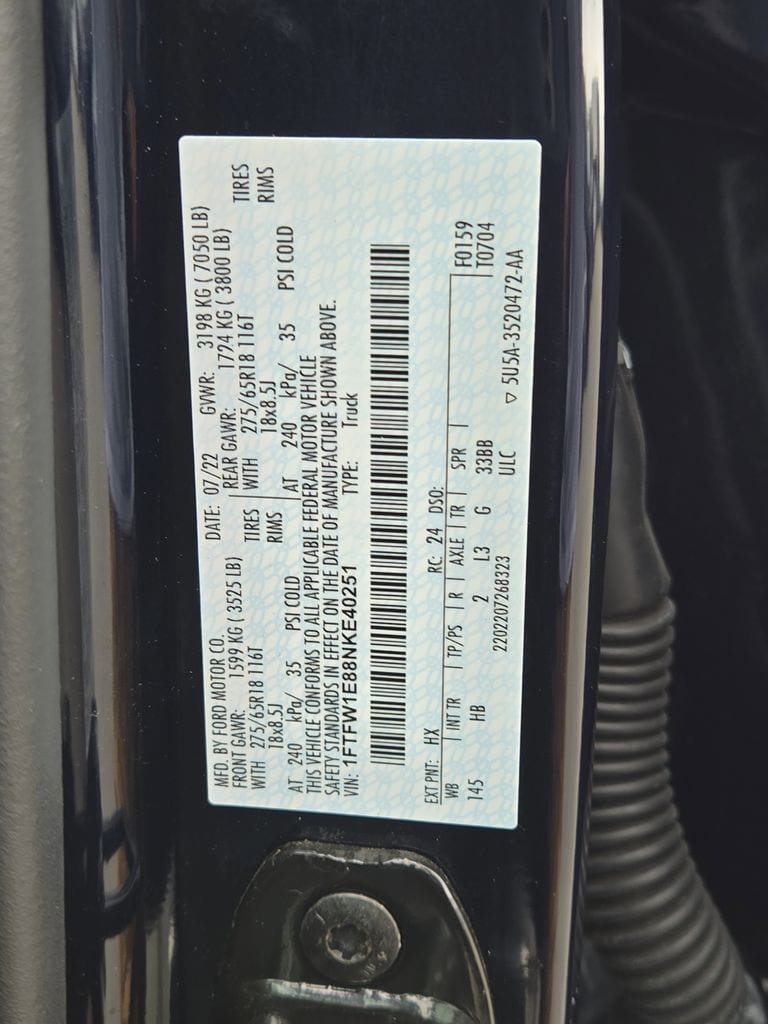 MFD. BY FORD MOTOR CO. DATE: 07/22 GVWR: 3198 KG ( 7050 LB)
FRONT GAWR: 1599 KG ( 3525 LB) REAR GAWR: 1724 KG ( 3800 LB)
WITH 275/65R18 116T TIRES WITH 275/65R18 116T TIRES
18x8.5J RIMS 18x8.5J RIMS
AT 240 kPa/ 35 PSI COLD AT 240 kPa/ 35 PSI COLD
THIS VEHICLE CONFORMS TO ALL APPLICABLE FEDERAL MOTOR VEHICLE
SAFETY STANDARDS IN EFFECT ON THE DATE OF MANUFACTURE SHOWN ABOVE.
VIN: 1FTFW1E88NKE40251 TYPE: Truck
EXT PNT: HX RC: 24 DSO:
WB INT TR TP/PS R AXLE TR SPR F0159
145 HB 2 L3 G 33BB T0704
2202207268323 ULC ▽ 5U5A-3520472-AA